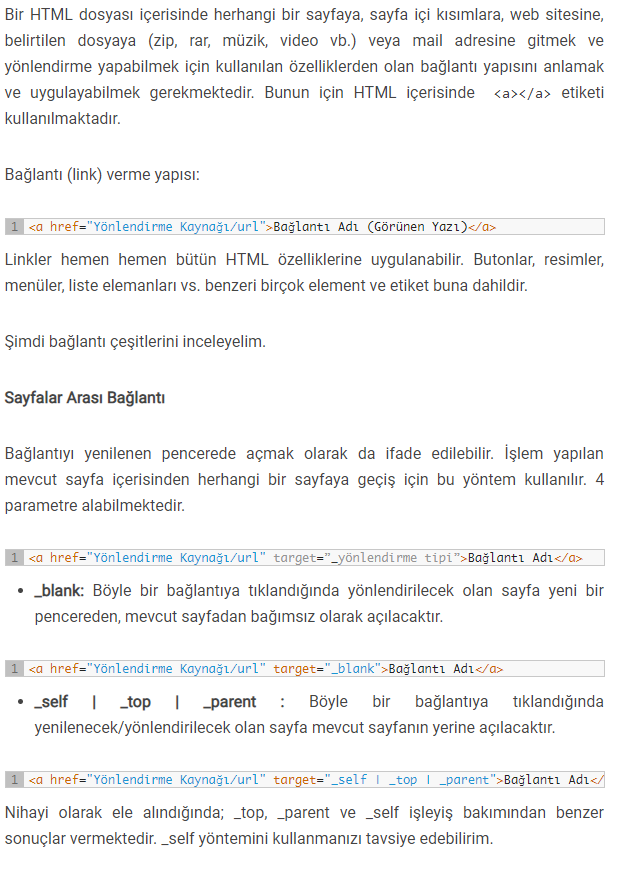 Bir HTML dosyası içerisinde herhangi bir sayfaya, sayfa içi kısımlara, web sitesine,
belirtilen dosyaya (zip, rar, müzik, video vb.) veya mail adresine gitmek ve
yönlendirme yapabilmek için kullanılan özelliklerden olan bağlantı yapısını anlamak
ve uygulayabilmek gerekmektedir. Bunun için HTML içerisinde <a></a> etiketi
kullanılmaktadır.
Bağlantı (link) verme yapısı:
1 <a href="Yönlendirme Kaynağı/url">Bağlantı Adı (Görünen Yazı)</a>
Linkler hemen hemen bütün HTML özelliklerine uygulanabilir. Butonlar, resimler,
menüler, liste elemanları vs. benzeri birçok element ve etiket buna dahildir.
Şimdi bağlantı çeşitlerini inceleyelim.
Sayfalar Arası Bağlantı
Bağlantıyı yenilenen pencerede açmak olarak da ifade edilebilir. İşlem yapılan
mevcut sayfa içerisinden herhangi bir sayfaya geçiş için bu yöntem kullanılır. 4
parametre alabilmektedir.
1 <a href="Yönlendirme Kaynağı/url" target=”_yönlendirme tipi”>Bağlantı Adı</a>
• _blank: Böyle bir bağlantıya tıklandığında yönlendirilecek olan sayfa yeni bir
pencereden, mevcut sayfadan bağımsız olarak açılacaktır.
1 <a href="Yönlendirme Kaynağı/url" target="_blank">Bağlantı Adı</a>
• _self | _top | _parent : Böyle bir bağlantıya tıklandığında
yenilenecek/yönlendirilecek olan sayfa mevcut sayfanın yerine açılacaktır.
1 <a href="Yönlendirme Kaynağı/url" target="_self | _top | _parent">Bağlantı Adı</
Nihayi olarak ele alındığında; _top, _parent ve _self işleyiş bakımından benzer
sonuçlar vermektedir. _self yöntemini kullanmanızı tavsiye edebilirim.